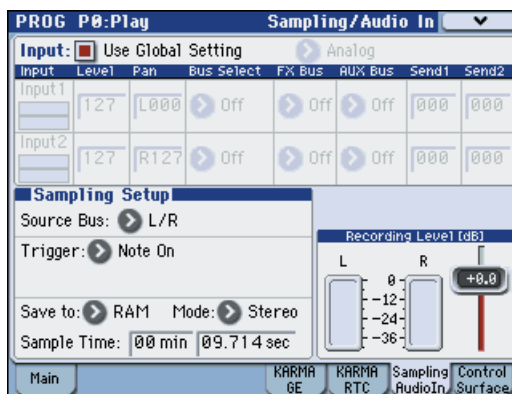 PROG P0:Play Sampling/Audio In
Input: Use Global Setting Analog
Input Level Pan Bus Select FX Bus AUX Bus Send1 Send2
Input1 127 L000 Off Off Off 000 000
Input2 127 R127 Off Off Off 000 000
Sampling Setup
Source Bus: L/R
Trigger: Note On
Save to: RAM Mode: Stereo
Sample Time: 00 min 09.714 sec
Recording Level [dB]
L R
0
+0.0
-12
-24
-36
Main KARMA GE KARMA RTC Sampling AudioIn Control Surface